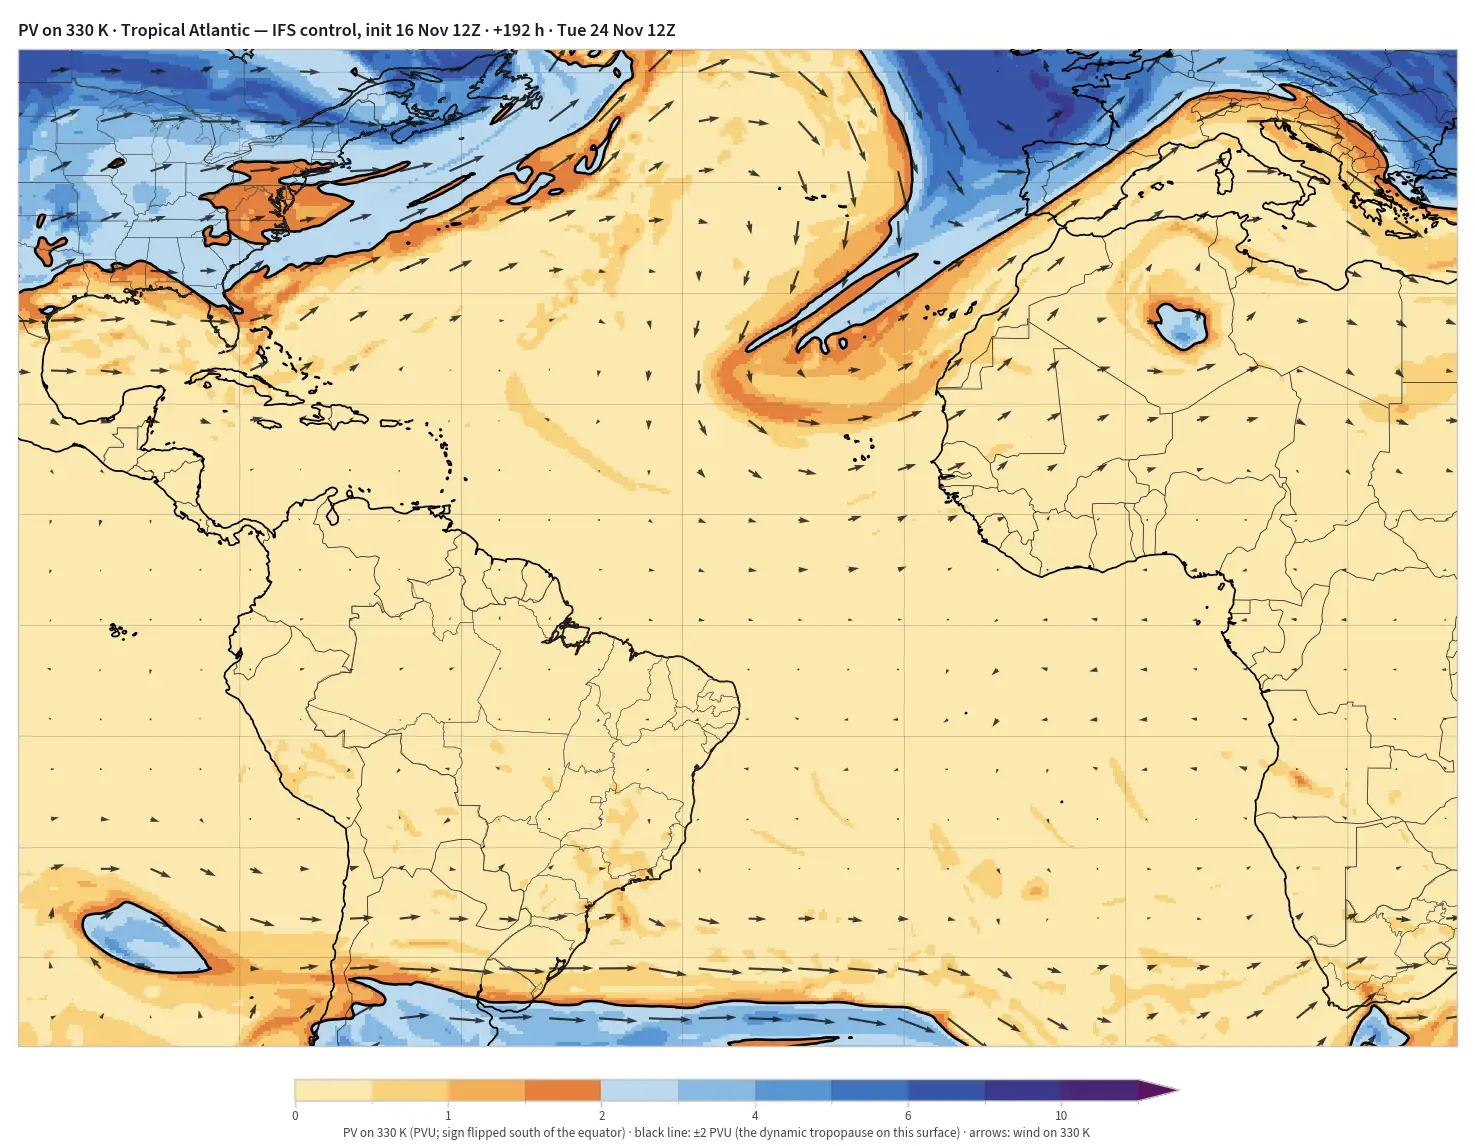 PV on 330 K · Tropical Atlantic — IFS control, init 16 Nov 12Z · +192 h · Tue 24 Nov 12Z
0 1 2 4 6 10
PV on 330 K (PVU; sign flipped south of the equator) · black line: ±2 PVU (the dynamic tropopause on this surface) · arrows: wind on 330 K